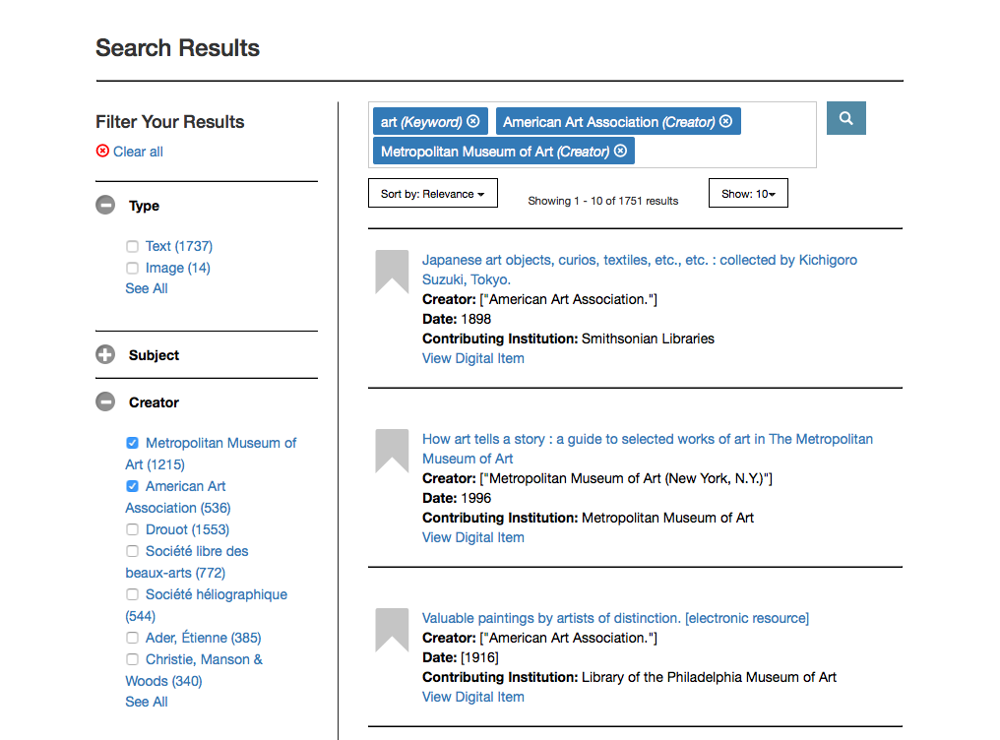 Search Results
Filter Your Results
Clear all
Type
Text (1737)
Image (14)
See All
Subject
Creator
Metropolitan Museum of
Art (1215)
American Art
Association (536)
Drouot (1553)
Société libre des
beaux-arts (772)
Société héliographique
(544)
Ader, Étienne (385)
Christie, Manson &
Woods (340)
See All
art (Keyword) American Art Association (Creator)
Metropolitan Museum of Art (Creator)
Sort by: Relevance Showing 1 - 10 of 1751 results Show: 10
Japanese art objects, curios, textiles, etc., etc. : collected by Kichigoro
Suzuki, Tokyo.
Creator: ["American Art Association."]
Date: 1898
Contributing Institution: Smithsonian Libraries
View Digital Item
How art tells a story : a guide to selected works of art in The Metropolitan
Museum of Art
Creator: ["Metropolitan Museum of Art (New York, N.Y.)"]
Date: 1996
Contributing Institution: Metropolitan Museum of Art
View Digital Item
Valuable paintings by artists of distinction. [electronic resource]
Creator: ["American Art Association."]
Date: [1916]
Contributing Institution: Library of the Philadelphia Museum of Art
View Digital Item